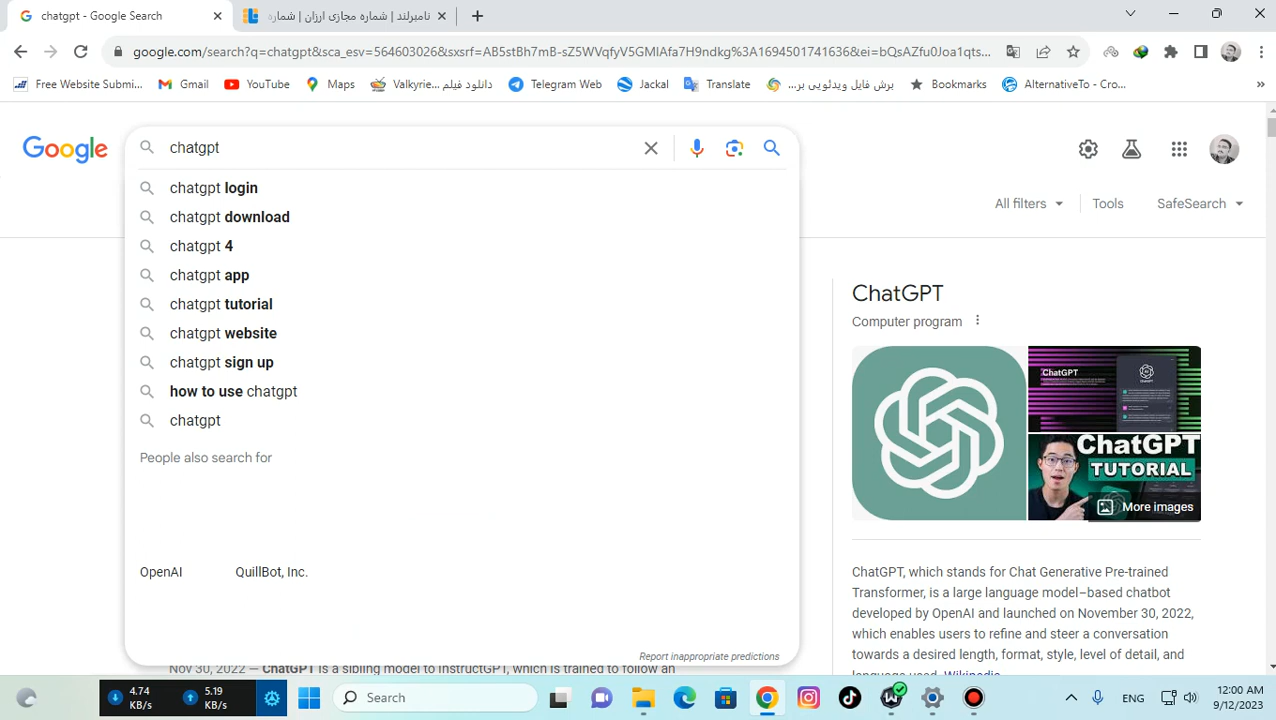 chatgpt - Google Search
نامبرلند | شماره مجازی ارزان | شماره
google.com/search?q=chatgpt&sca_esv=564603026&sxsrf=AB5stBh7mB-sZ5WVqfyV5GMIAfa7H9ndkg%3A1694501741636&ei=bQsAZfu0Joa1qts...
Free Website Submi...
Gmail
YouTube
Maps
دانلود فیلم Valkyrie...
Telegram Web
Jackal
Translate
برش فایل ویدئویی بر...
Bookmarks
AlternativeTo - Cro...
»
Google
chatgpt
chatgpt login
chatgpt download
chatgpt 4
chatgpt app
chatgpt tutorial
chatgpt website
chatgpt sign up
how to use chatgpt
chatgpt
People also search for
OpenAI
QuillBot, Inc.
Report inappropriate predictions
Nov 30, 2022 — ChatGPT is a sibling model to InstructGPT, which is trained to follow an
All filters
Tools
SafeSearch
ChatGPT
Computer program
ChatGPT
ChatGPT
TUTORIAL
More images
ChatGPT, which stands for Chat Generative Pre-trained
Transformer, is a large language model–based chatbot
developed by OpenAI and launched on November 30, 2022,
which enables users to refine and steer a conversation
towards a desired length, format, style, level of detail, and
language used. Wikipedia
4.74
KB/s
5.19
KB/s
Search
ENG
12:00 AM
9/12/2023